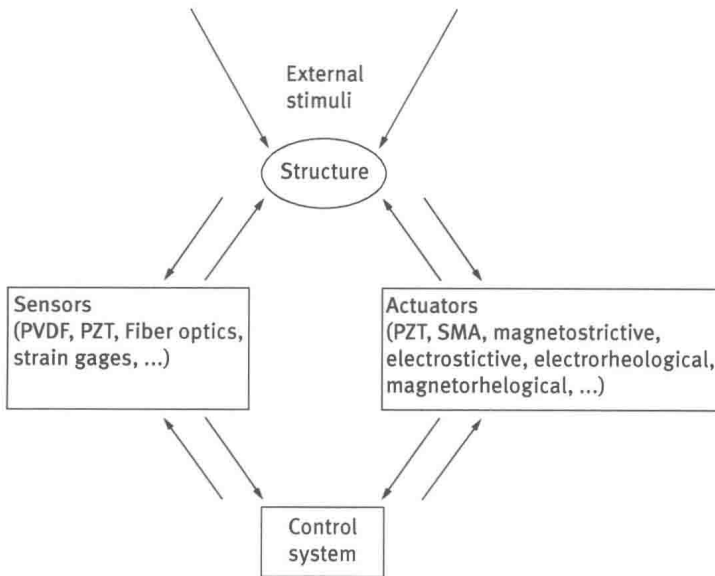 External
stimuli
Structure
Sensors
(PVDF, PZT, Fiber optics,
strain gages, ...)
Actuators
(PZT, SMA, magnetostrictive,
electrostictive, electrorheological,
magnetorhelogical, ...)
Control
system